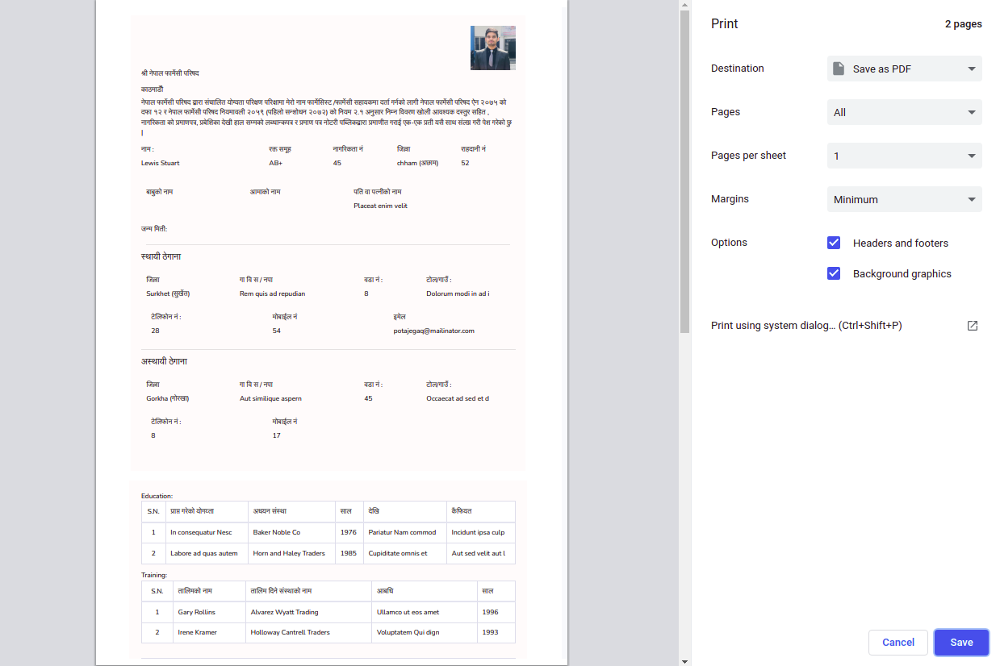 श्री नेपाल फार्मेसी परिषद
काठमाडौँ
नेपाल फार्मेसी परिषद द्वारा संचालित योग्यता परिक्षण परिक्षामा मेरो नाम फार्मेसिस्ट /फार्मेसी सहायकमा दर्ता गर्नको लागी नेपाल फार्मेसी परिषद ऐन २०७५ को
दफा १२ र नेपाल फार्मेसी परिषद नियमावली २०५९ (पहिलो सन्शोधन २०७२) को नियम २.१ अनुसार निम्न विवरण खोली आवश्यक दस्तुर सहित ,
नागरिकता को प्रमाणपत्र, प्रबेशिका देखी हाल सम्मको लब्धान्कपत्र र प्रमाण पत्र नोटरी पब्लिकद्वारा प्रमाणीत गराई एक-एक प्रती यसै साथ संलग्न गरी पेश गरेको छु
|
नाम : रक्त समूह नागरिकता नं जिल्ला राहदानी नं
Lewis Stuart AB+ 45 chham (अछाम) 52
बाबुको नाम आमाको नाम पति वा पत्नीको नाम
Placeat enim velit
जन्म मिती:
स्थायी ठेगाना
जिल्ला गा वि स / नपा वडा नं : टोल/गाउँ :
Surkhet (सुर्खेत) Rem quis ad repudian 8 Dolorum modi in ad i
टेलिफोन नं : मोबाईल नं इमेल
28 54 potajegaq@mailinator.com
अस्थायी ठेगाना
जिल्ला गा वि स / नपा वडा नं : टोल/गाउँ :
Gorkha (गोरखा) Aut similique aspern 45 Occaecat ad sed et d
टेलिफोन नं : मोबाईल नं
8 17
Education:
S.N. प्राप्त गरेको योगय्ता अधयन संस्था साल देखि कैफियत
1 In consequatur Nesc Baker Noble Co 1976 Pariatur Nam commod Incidunt ipsa culp
2 Labore ad quas autem Horn and Haley Traders 1985 Cupiditate omnis et Aut sed velit aut l
Training:
S.N. तालिमको नाम तालिम दिने संस्थाको नाम आबधि साल
1 Gary Rollins Alvarez Wyatt Trading Ullamco ut eos amet 1996
2 Irene Kramer Holloway Cantrell Traders Voluptatem Qui dign 1993
Print 2 pages
Destination Save as PDF
Pages All
Pages per sheet 1
Margins Minimum
Options Headers and footers
Background graphics
Print using system dialog... (Ctrl+Shift+P)
Cancel Save